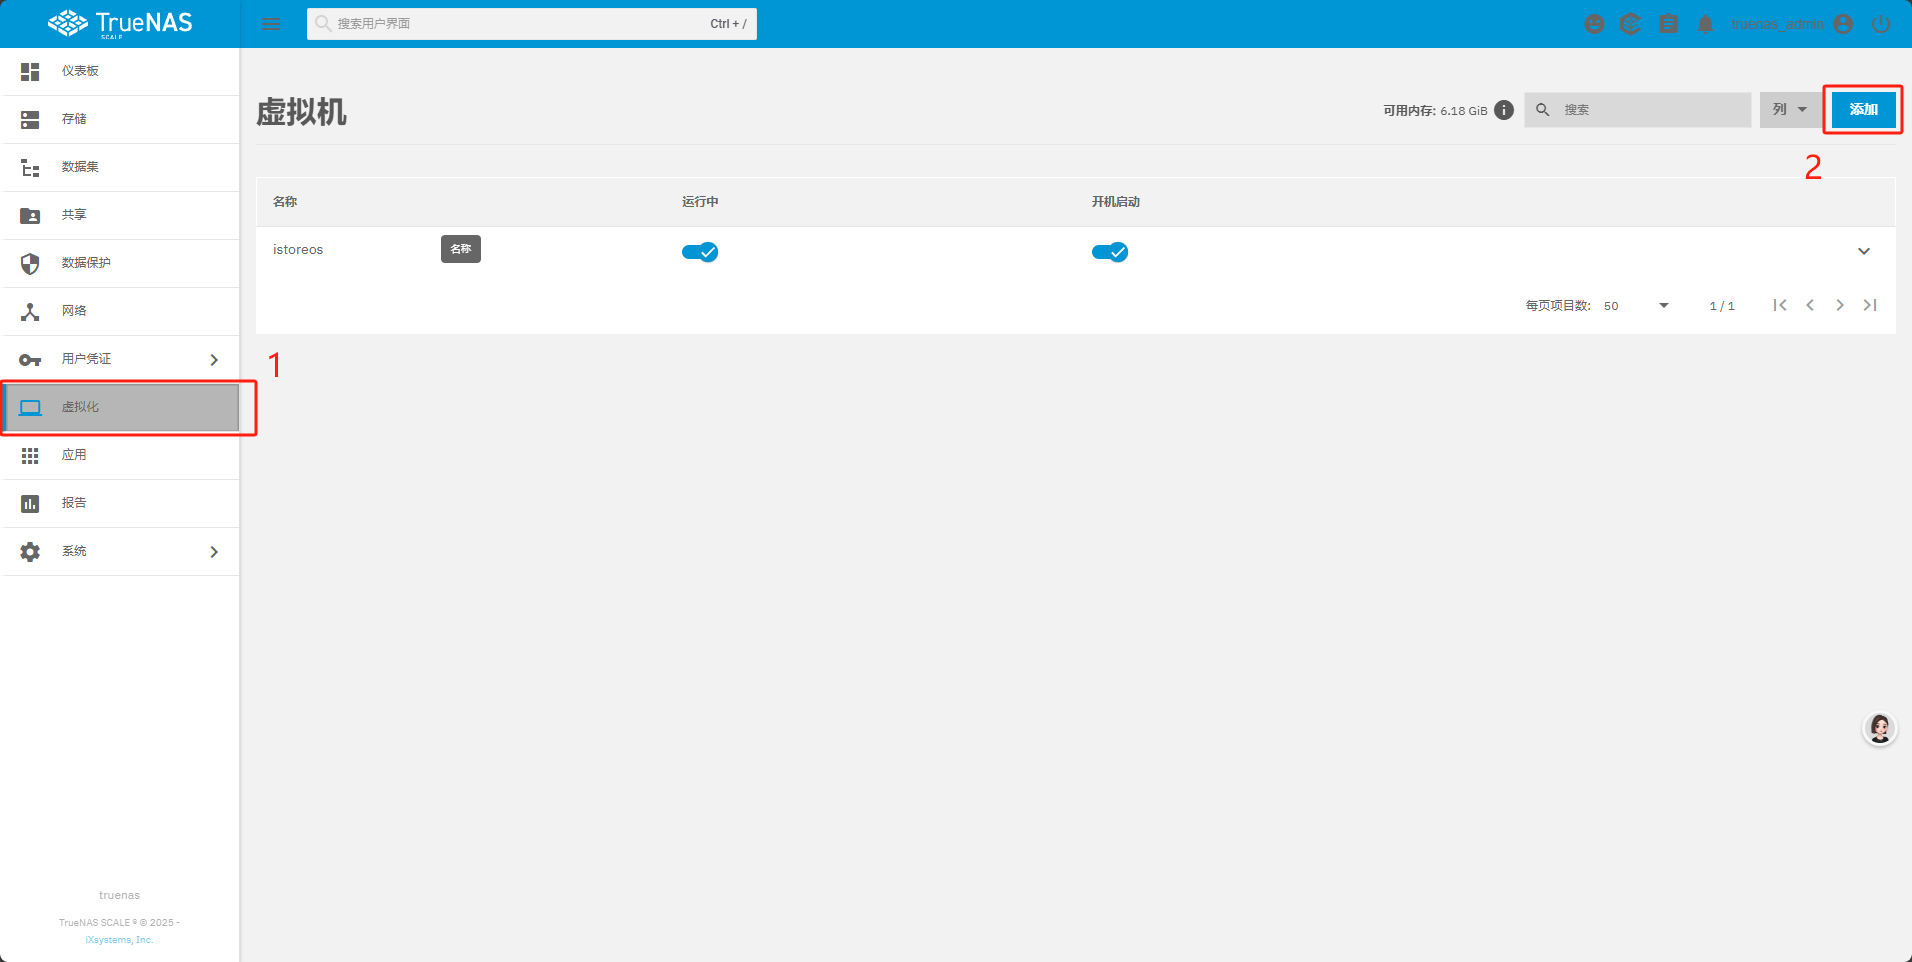 TrueNAS
SCALE
搜索用户界面
Ctrl + /
truenas_admin
仪表板
存储
数据集
共享
数据保护
网络
用户凭证
虚拟化
应用
报告
系统
1
虚拟机
可用内存: 6.18 GiB
搜索
列
添加
2
名称
运行中
开机启动
istoreos
名称
每页项目数: 50
1 / 1
truenas
TrueNAS SCALE ® © 2025 -
iXsystems, Inc.